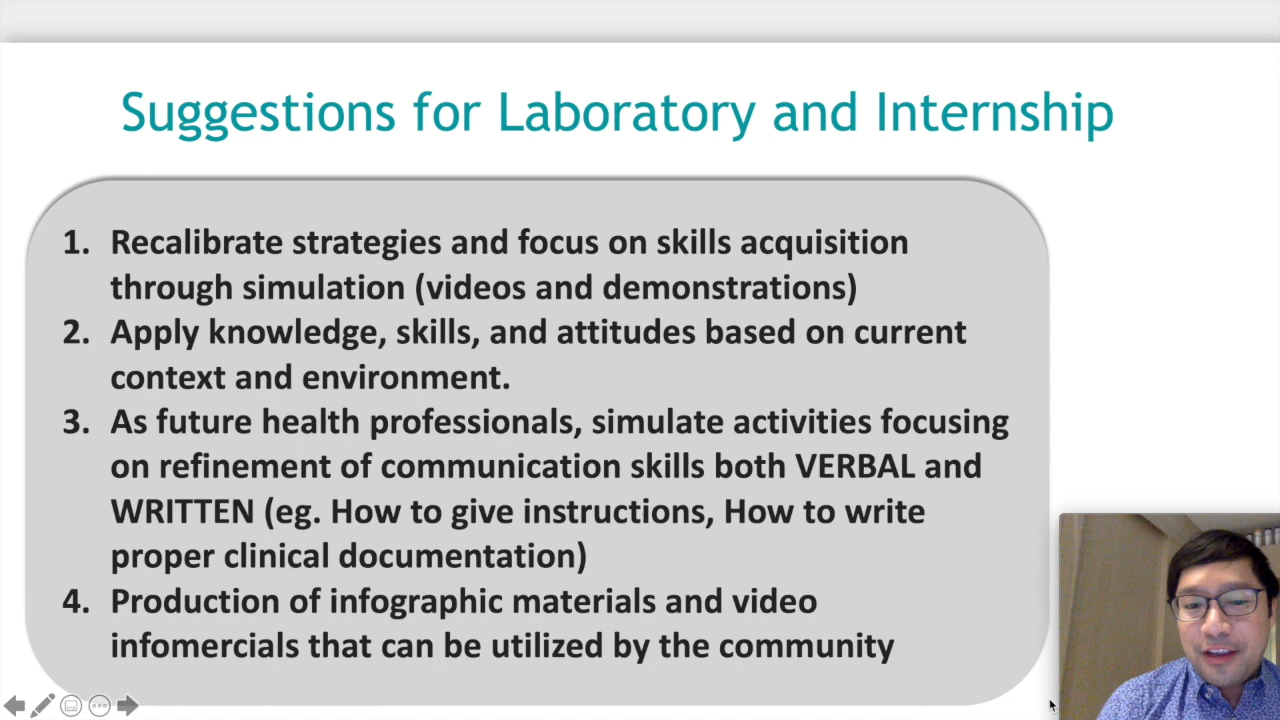 Suggestions for Laboratory and Internship
1. Recalibrate strategies and focus on skills acquisition
through simulation (videos and demonstrations)
2. Apply knowledge, skills, and attitudes based on current
context and environment.
3. As future health professionals, simulate activities focusing
on refinement of communication skills both VERBAL and
WRITTEN (eg. How to give instructions, How to write
proper clinical documentation)
4. Production of infographic materials and video
infomercials that can be utilized by the community